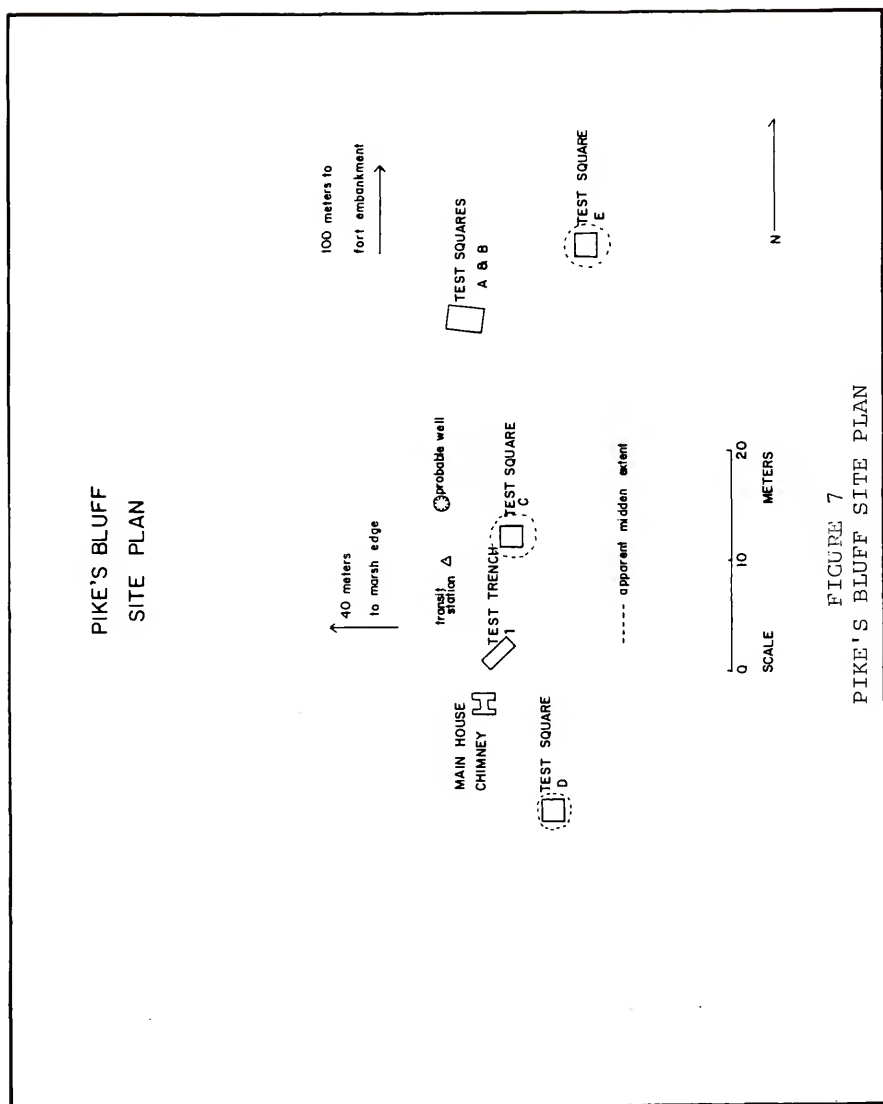 PIKE'S BLUFF
SITE PLAN
100 meters to
fort embankment
40 meters
to marsh edge
transit
station
probable well
TEST SQUARES
A & B
TEST SQUARE
E
TEST TRENCH
1
TEST SQUARE
C
MAIN HOUSE
CHIMNEY
TEST SQUARE
D
----- apparent midden extent
N
0 10 20
SCALE METERS
FIGURE 7
PIKE'S BLUFF SITE PLAN